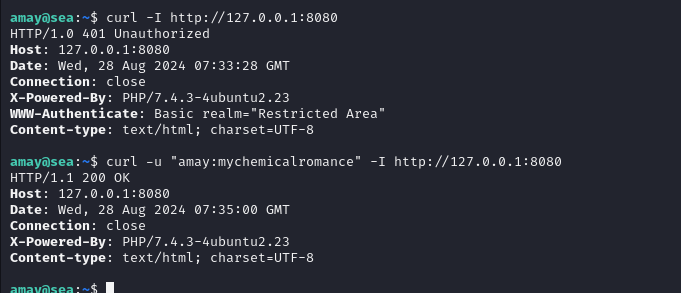 amay@sea:~$ curl -I http://127.0.0.1:8080
HTTP/1.0 401 Unauthorized
Host: 127.0.0.1:8080
Date: Wed, 28 Aug 2024 07:33:28 GMT
Connection: close
X-Powered-By: PHP/7.4.3-4ubuntu2.23
WWW-Authenticate: Basic realm="Restricted Area"
Content-type: text/html; charset=UTF-8
amay@sea:~$ curl -u "amay:mychemicalromance" -I http://127.0.0.1:8080
HTTP/1.1 200 OK
Host: 127.0.0.1:8080
Date: Wed, 28 Aug 2024 07:35:00 GMT
Connection: close
X-Powered-By: PHP/7.4.3-4ubuntu2.23
Content-type: text/html; charset=UTF-8
amay@sea:~$